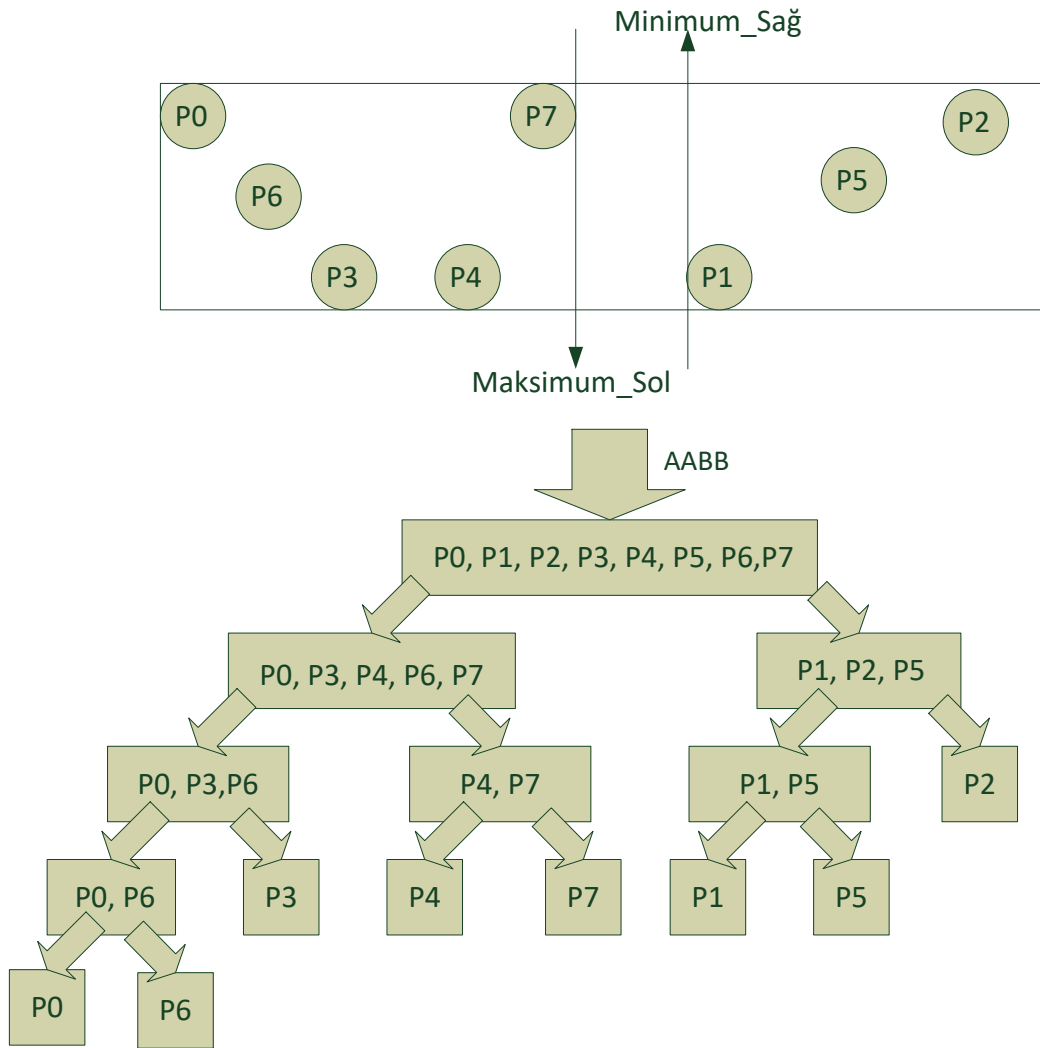 Minimum_Sağ
P0
P7
P2
P5
P6
P3
P4
P1
Maksimum_Sol
AABB
P0, P1, P2, P3, P4, P5, P6,P7
P0, P3, P4, P6, P7
P1, P2, P5
P0, P3,P6
P4, P7
P1, P5
P2
P0, P6
P3
P4
P7
P1
P5
P0
P6